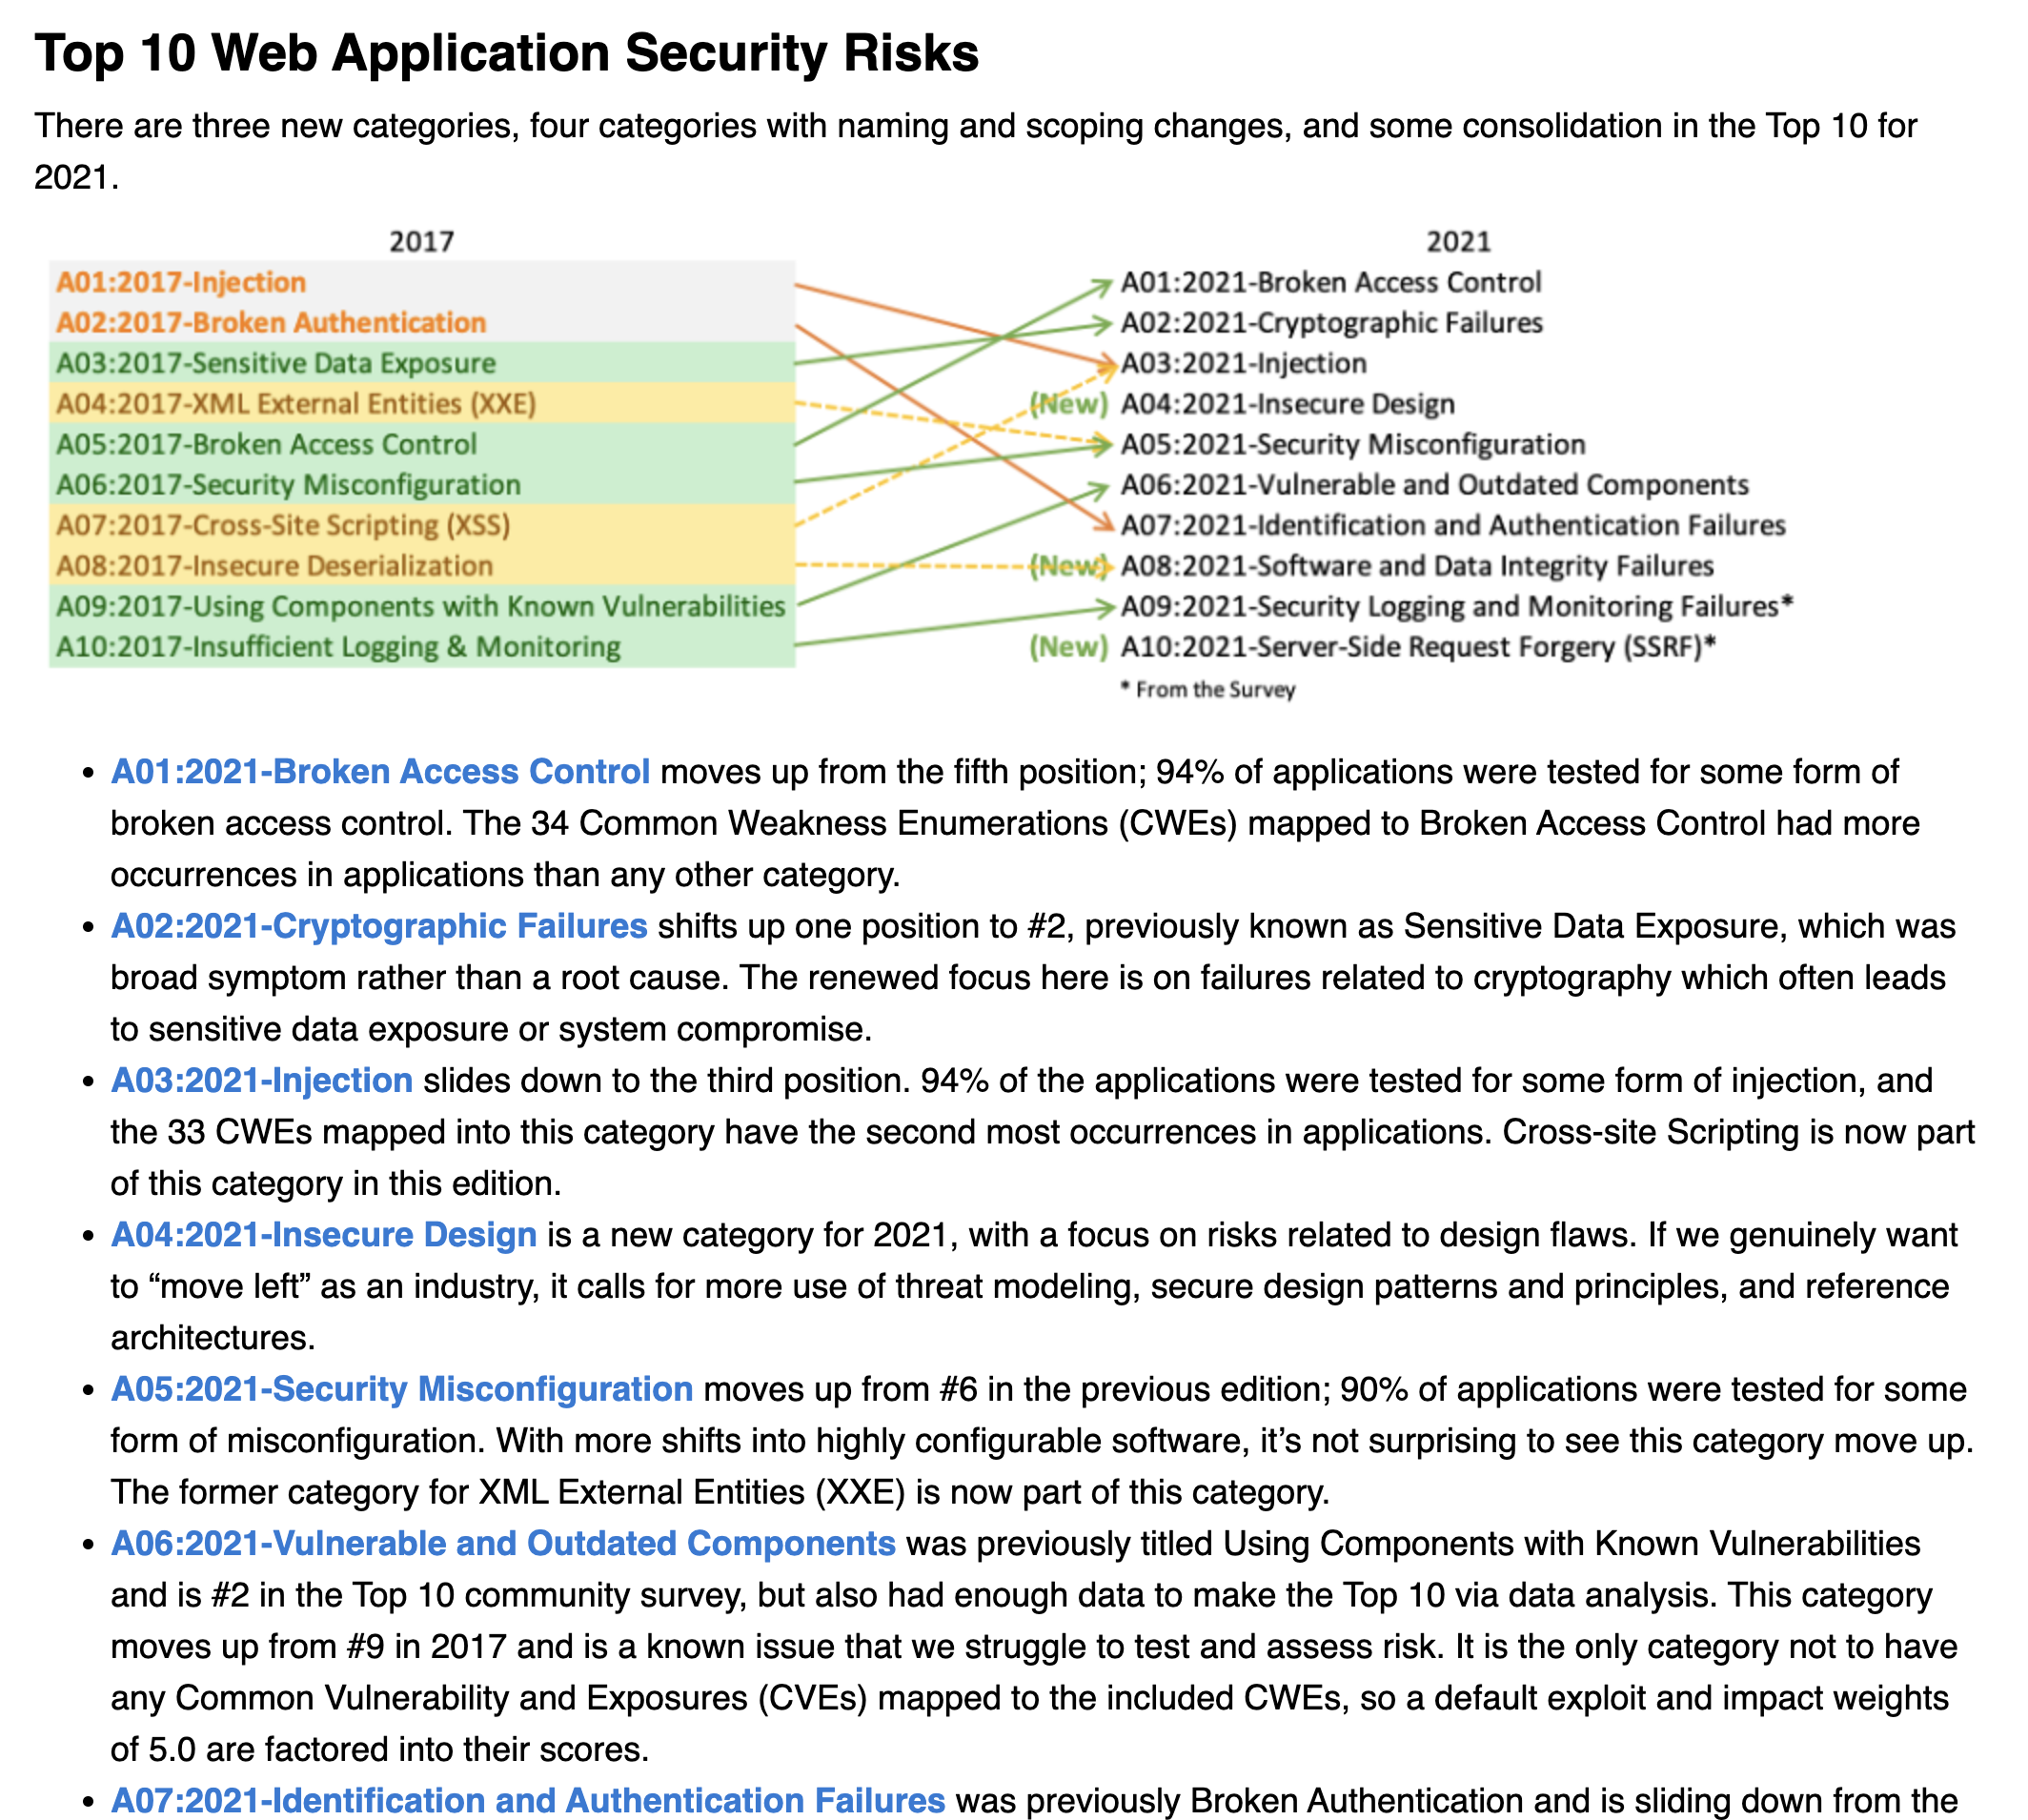 Top 10 Web Application Security Risks
There are three new categories, four categories with naming and scoping changes, and some consolidation in the Top 10 for
2021.
2017
A01:2017-Injection
A02:2017-Broken Authentication
A03:2017-Sensitive Data Exposure
A04:2017-XML External Entities (XXE)
A05:2017-Broken Access Control
A06:2017-Security Misconfiguration
A07:2017-Cross-Site Scripting (XSS)
A08:2017-Insecure Deserialization
A09:2017-Using Components with Known Vulnerabilities
A10:2017-Insufficient Logging & Monitoring
2021
A01:2021-Broken Access Control
A02:2021-Cryptographic Failures
A03:2021-Injection
(New) A04:2021-Insecure Design
A05:2021-Security Misconfiguration
A06:2021-Vulnerable and Outdated Components
A07:2021-Identification and Authentication Failures
(New) A08:2021-Software and Data Integrity Failures
A09:2021-Security Logging and Monitoring Failures*
(New) A10:2021-Server-Side Request Forgery (SSRF)*
* From the Survey
• A01:2021-Broken Access Control moves up from the fifth position; 94% of applications were tested for some form of
broken access control. The 34 Common Weakness Enumerations (CWEs) mapped to Broken Access Control had more
occurrences in applications than any other category.
• A02:2021-Cryptographic Failures shifts up one position to #2, previously known as Sensitive Data Exposure, which was
broad symptom rather than a root cause. The renewed focus here is on failures related to cryptography which often leads
to sensitive data exposure or system compromise.
• A03:2021-Injection slides down to the third position. 94% of the applications were tested for some form of injection, and
the 33 CWEs mapped into this category have the second most occurrences in applications. Cross-site Scripting is now part
of this category in this edition.
• A04:2021-Insecure Design is a new category for 2021, with a focus on risks related to design flaws. If we genuinely want
to “move left” as an industry, it calls for more use of threat modeling, secure design patterns and principles, and reference
architectures.
• A05:2021-Security Misconfiguration moves up from #6 in the previous edition; 90% of applications were tested for some
form of misconfiguration. With more shifts into highly configurable software, it’s not surprising to see this category move up.
The former category for XML External Entities (XXE) is now part of this category.
• A06:2021-Vulnerable and Outdated Components was previously titled Using Components with Known Vulnerabilities
and is #2 in the Top 10 community survey, but also had enough data to make the Top 10 via data analysis. This category
moves up from #9 in 2017 and is a known issue that we struggle to test and assess risk. It is the only category not to have
any Common Vulnerability and Exposures (CVEs) mapped to the included CWEs, so a default exploit and impact weights
of 5.0 are factored into their scores.
• A07:2021-Identification and Authentication Failures was previously Broken Authentication and is sliding down from the